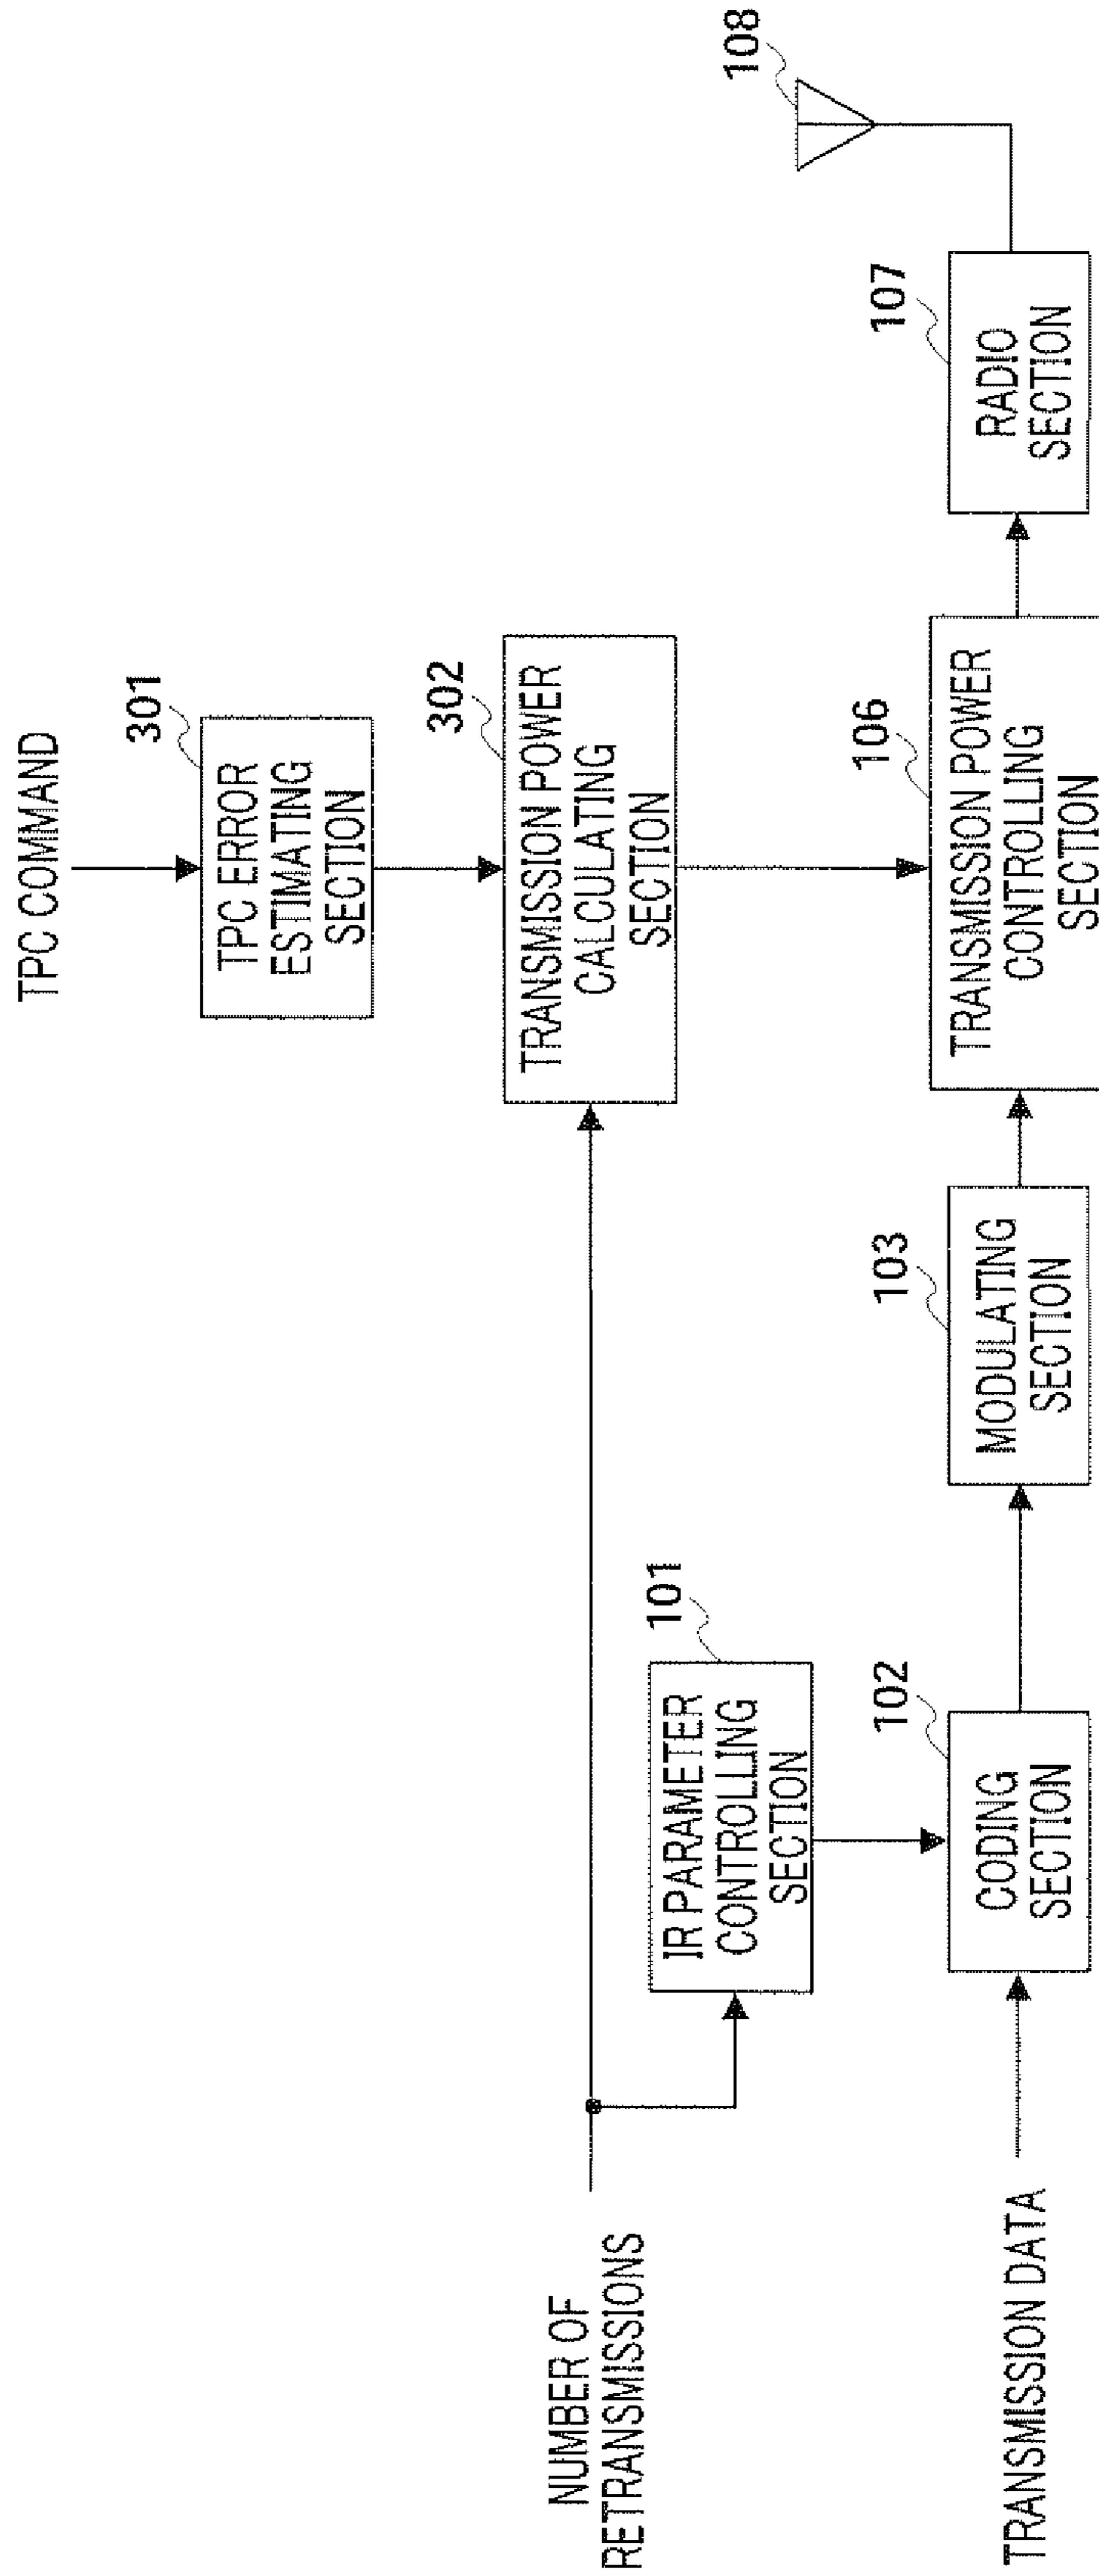 TPC COMMAND
301
TPC ERROR
ESTIMATING
SECTION
302
TRANSMISSION POWER
CALCULATING
SECTION
NUMBER OF
RETRANSMISSIONS
101
IR PARAMETER
CONTROLLING
SECTION
108
TRANSMISSION DATA
102
CODING
SECTION
103
MODULATING
SECTION
106
TRANSMISSION POWER
CONTROLLING
SECTION
107
RADIO
SECTION